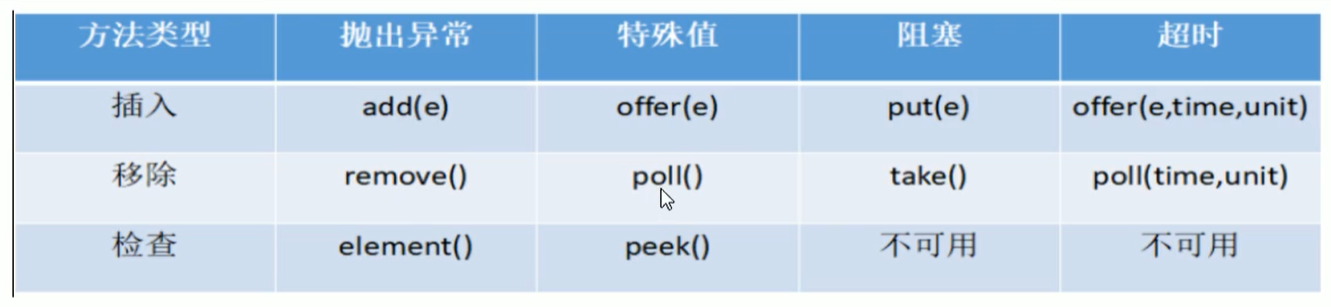 方法类型 抛出异常 特殊值 阻塞 超时
插入 add(e) offer(e) put(e) offer(e,time,unit)
移除 remove() poll() take() poll(time,unit)
检查 element() peek() 不可用 不可用